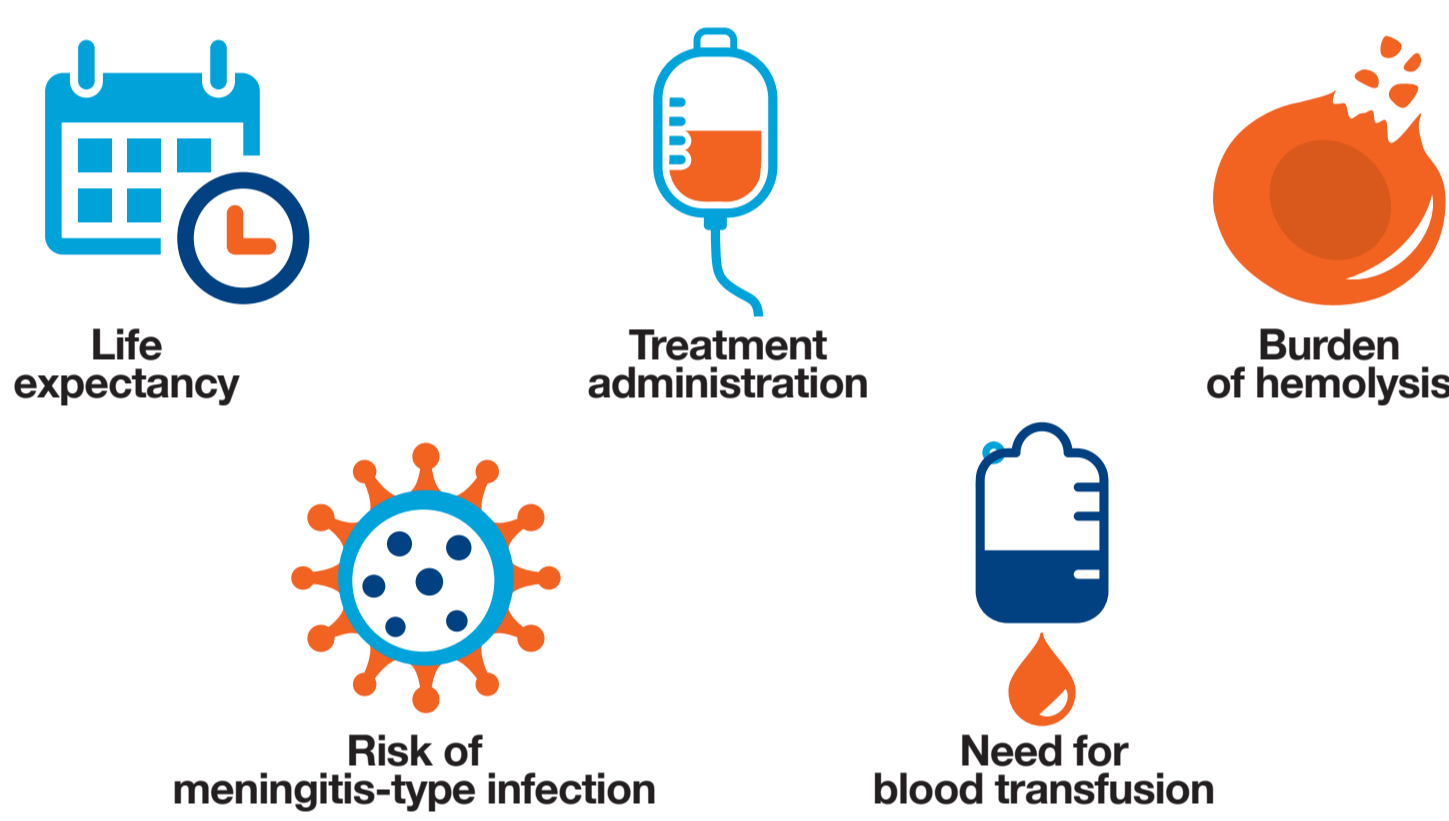 Life
expectancy
Treatment
administration
Burden
of hemolysis
Risk of
meningitis-type infection
Need for
blood transfusion